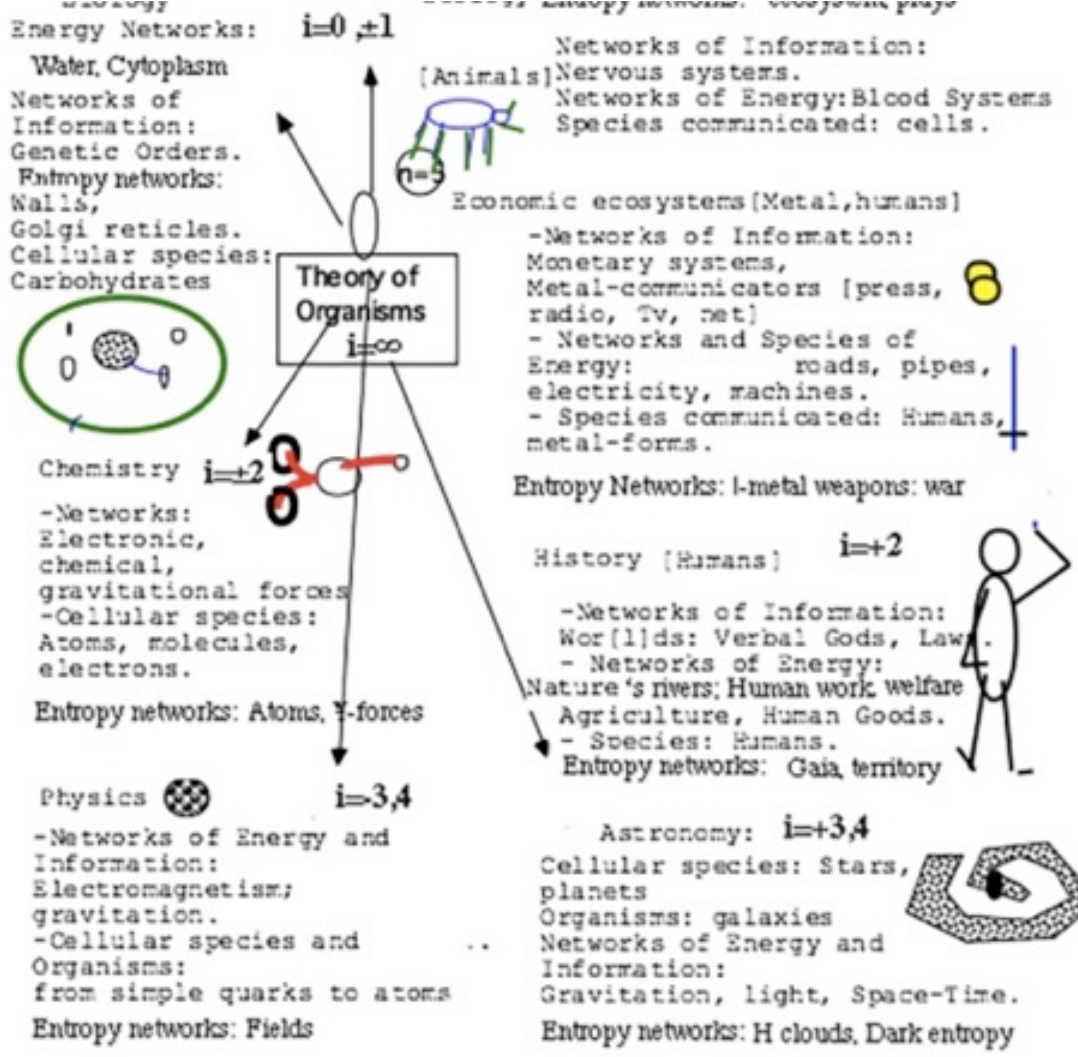 Biology
Energy Networks: i=0 ,±1
Water, Cytoplasm
Networks of
Information:
Genetic Orders.
Entropy networks:
Walls,
Golgi reticles.
Cellular species:
Carbohydrates
Entropy networks: ecosystem, plays
Networks of Information:
[Animals] Nervous systems.
Networks of Energy:Blood Systems
Species communicated: cells.
n=5
Economic ecosystems[Metal,humans]
-Networks of Information:
Monetary systems,
Metal-communicators [press,
radio, Tv, net]
- Networks and Species of
Energy: roads, pipes,
electricity, machines.
- Species communicated: Humans,
metal-forms.
Entropy Networks: I-metal weapons: war
Theory of
Organisms
i=∞
Chemistry i=+2
-Networks:
Electronic,
chemical,
gravitational forces
-Cellular species:
Atoms, molecules,
electrons.
Entropy networks: Atoms, Y-forces
History [Humans] i=+2
-Networks of Information:
Wor[l]ds: Verbal Gods, Law.
- Networks of Energy:
Nature's rivers; Human work, welfare
Agriculture, Human Goods.
- Species: Humans.
Entropy networks: Gaia, territory
Physics i=-3,4
-Networks of Energy and
Information:
Electromagnetism;
gravitation.
-Cellular species and ..
Organisms:
from simple quarks to atoms
Entropy networks: Fields
Astronomy: i=+3,4
Cellular species: Stars,
planets
Organisms: galaxies
Networks of Energy and
Information:
Gravitation, light, Space-Time.
Entropy networks: H clouds, Dark entropy